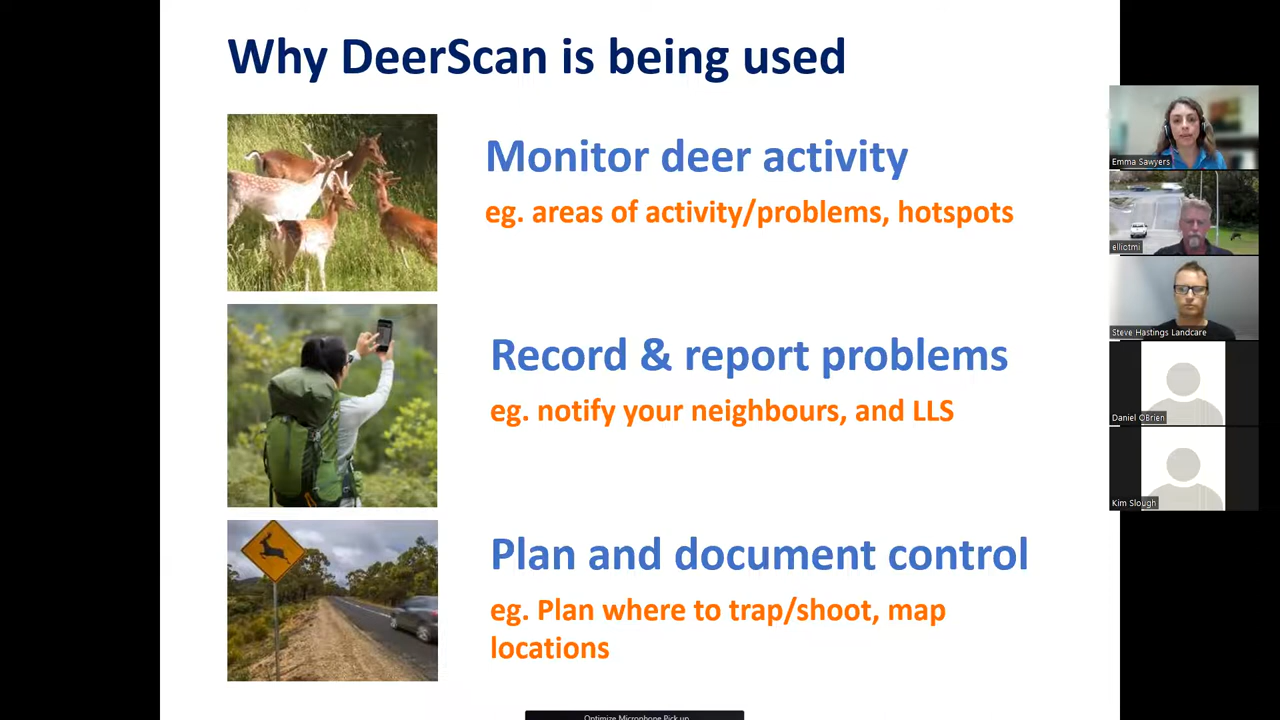 Why DeerScan is being used
Monitor deer activity
eg. areas of activity/problems, hotspots
Record & report problems
eg. notify your neighbours, and LLS
Plan and document control
eg. Plan where to trap/shoot, map
locations
Emma Sawyers
elliotmi
Steve Hastings Landcare
Daniel OBrien
Kim Slough
Optimize Microphone Pick up